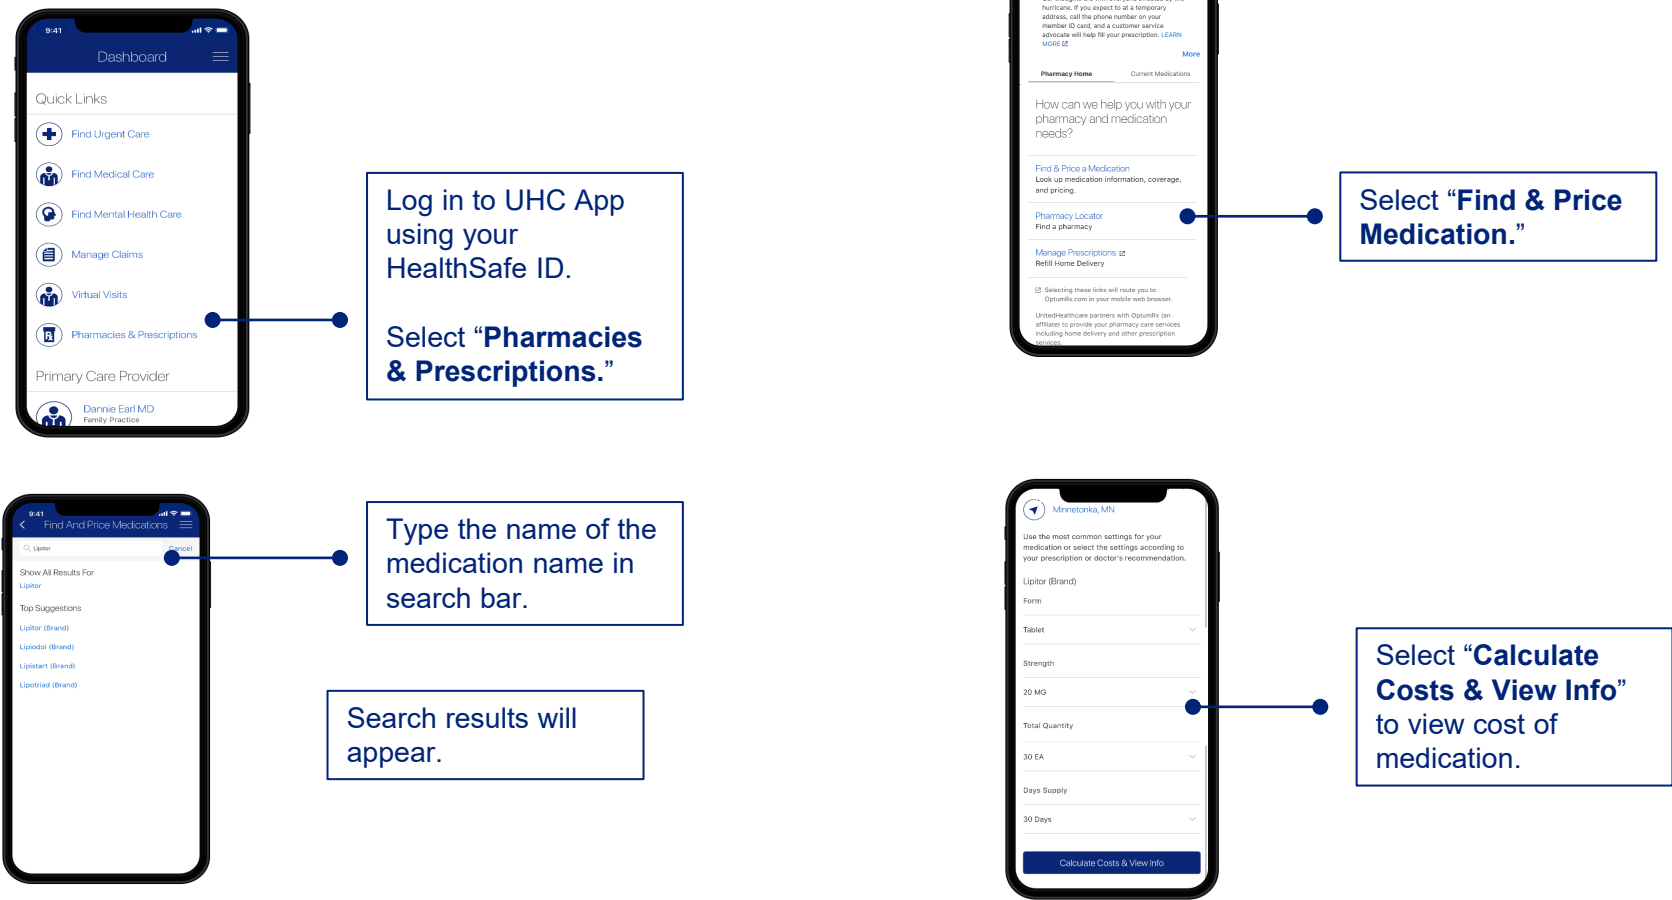 9:41
Dashboard
Quick Links
Find Urgent Care
Find Medical Care
Find Mental Health Care
Manage Claims
Virtual Visits
Pharmacies & Prescriptions
Primary Care Provider
Dannie Earl MD
Family Practice
Log in to UHC App
using your
HealthSafe ID.
Select “Pharmacies
& Prescriptions.”
hurricane. If you expect to at a temporary
address, call the phone number on your
member ID card, and a customer service
advocate will help fill your prescription. LEARN
MORE
More
Pharmacy Home
Current Medications
How can we help you with your
pharmacy and medication
needs?
Find & Price a Medication
Look up medication information, coverage,
and pricing.
Pharmacy Locator
Find a pharmacy
Manage Prescriptions
Refill Home Delivery
Selecting these links will route you to
OptumRx.com in your mobile web browser.
UnitedHealthcare partners with OptumRx (an
affiliate) to provide your pharmacy care services
including home delivery and other prescription
services.
Select “Find & Price
Medication.”
9:41
Find And Price Medications
Lipitor
Cancel
Show All Results For
Lipitor
Top Suggestions
Lipitor (Brand)
Lipiodol (Brand)
Lipistart (Brand)
Lipotriad (Brand)
Type the name of the
medication name in
search bar.
Search results will
appear.
Minnetonka, MN
Use the most common settings for your
medication or select the settings according to
your prescription or doctor's recommendation.
Lipitor (Brand)
Form
Tablet
Strength
20 MG
Total Quantity
30 EA
Days Supply
30 Days
Calculate Costs & View Info
Select “Calculate
Costs & View Info”
to view cost of
medication.